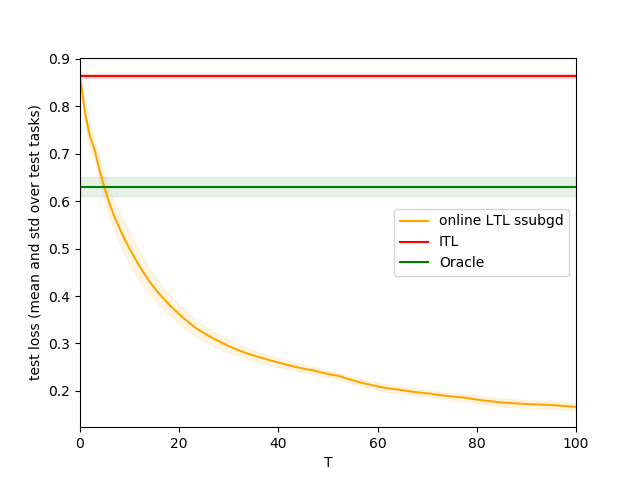 0.9
0.8
0.7
0.6
0.5
0.4
0.3
0.2
test loss (mean and std over test tasks)
online LTL ssubgd
ITL
Oracle
0 20 40 60 80 100
T